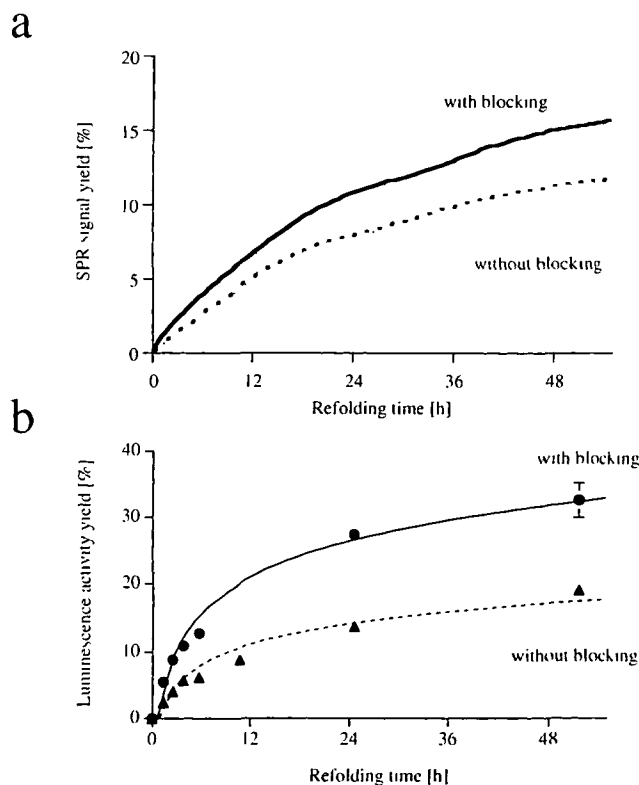 a
20
15
10
5
0
SPR signal yield [%]
with blocking
without blocking
0 12 24 36 48
Refolding time [h]
b
40
30
20
10
0
Luminescence activity yield [%]
with blocking
without blocking
0 12 24 36 48
Refolding time [h]